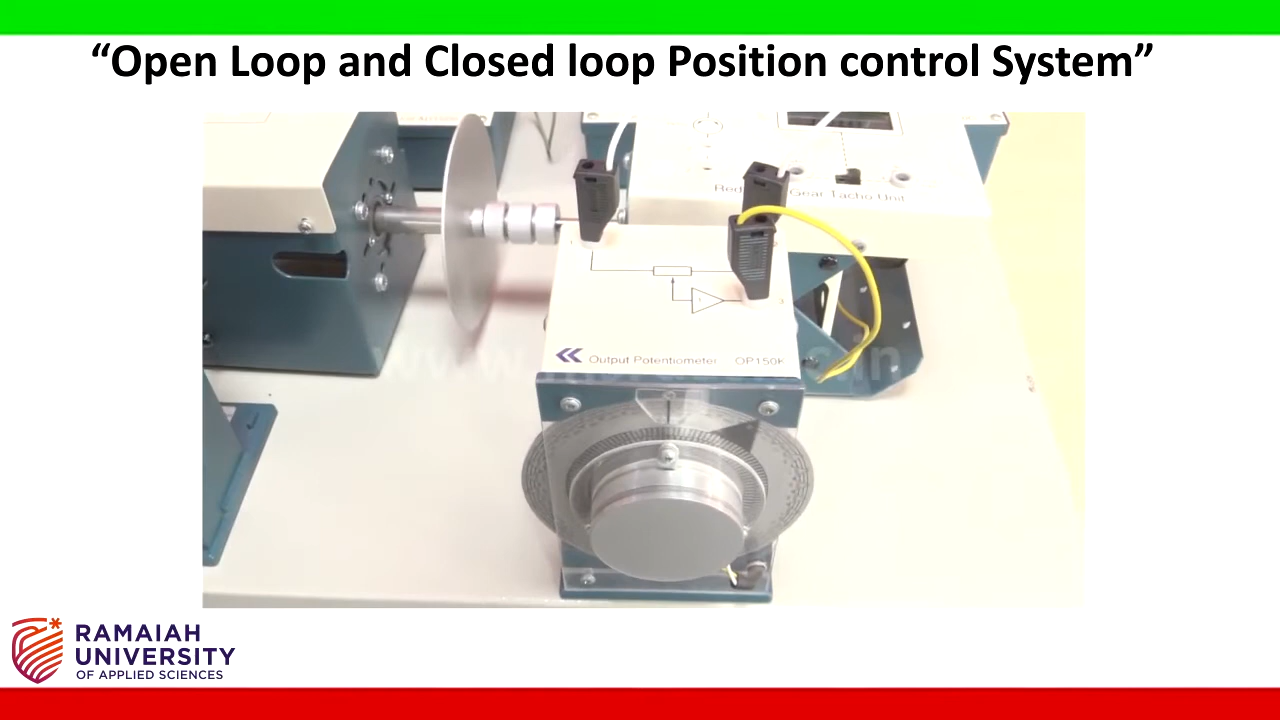 “Open Loop and Closed loop Position control System”
Gear Tacho Unit
Output Potentiometer OP150K
RAMAIAH
UNIVERSITY
OF APPLIED SCIENCES